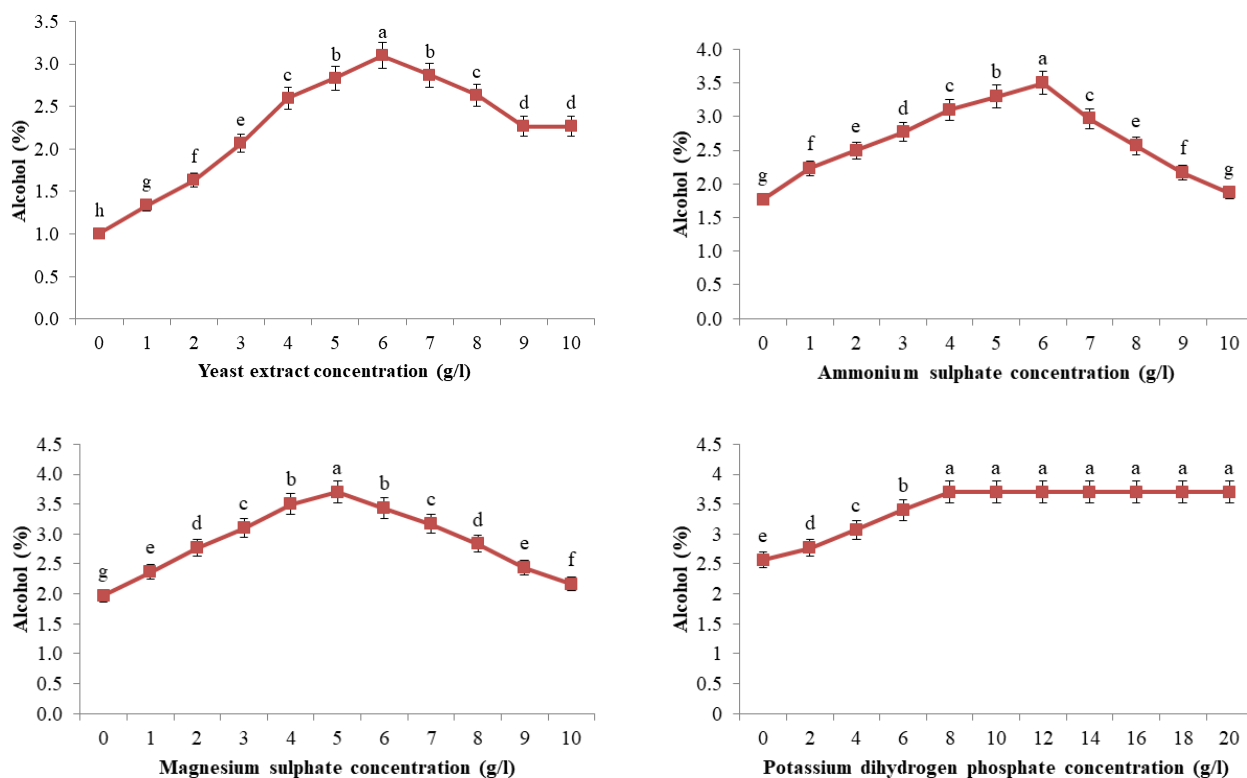 3.5
3.0
2.5
2.0
1.5
1.0
0.5
0.0
Alcohol (%)
h g f e c b a b c d d
0 1 2 3 4 5 6 7 8 9 10
Yeast extract concentration (g/l)
4.0
3.5
3.0
2.5
2.0
1.5
1.0
0.5
0.0
Alcohol (%)
g f e d c b a c e f g
0 1 2 3 4 5 6 7 8 9 10
Ammonium sulphate concentration (g/l)
4.5
4.0
3.5
3.0
2.5
2.0
1.5
1.0
0.5
0.0
Alcohol (%)
g e d c b a b c d e f
0 1 2 3 4 5 6 7 8 9 10
Magnesium sulphate concentration (g/l)
4.5
4
3.5
3
2.5
2
1.5
1
0.5
0.0
Alcohol (%)
e d c b a a a a a a a
0 2 4 6 8 10 12 14 16 18 20
Potassium dihydrogen phosphate concentration (g/l)